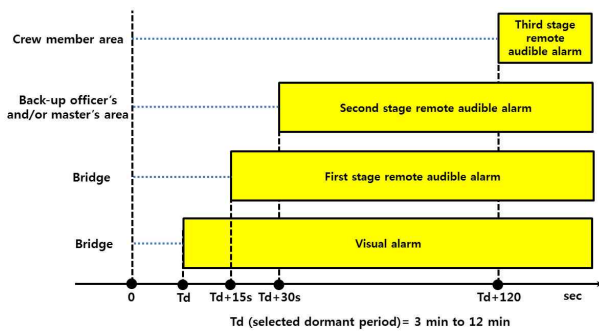 Third stage
remote
audible alarm
Crew member area
Back-up officer's
and/or master's area
Second stage remote audible alarm
Bridge
First stage remote audible alarm
Bridge
Visual alarm
0
Td
Td+15s
Td+30s
Td+120
sec
Td (selected dormant period)= 3 min to 12 min